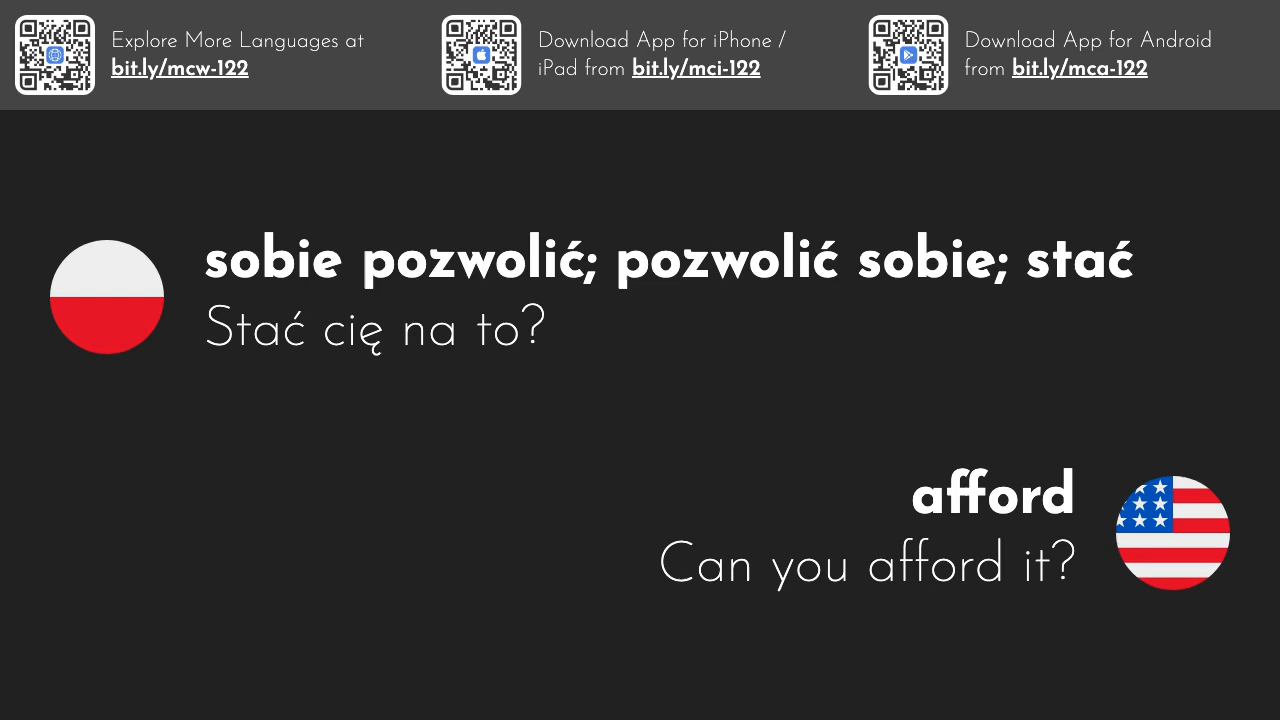 Explore More Languages at
bit.ly/mcw-122
Download App for iPhone /
iPad from bit.ly/mci-122
Download App for Android
from bit.ly/mca-122
sobie pozwolić; pozwolić sobie; stać
Stać cię na to?
afford
Can you afford it?